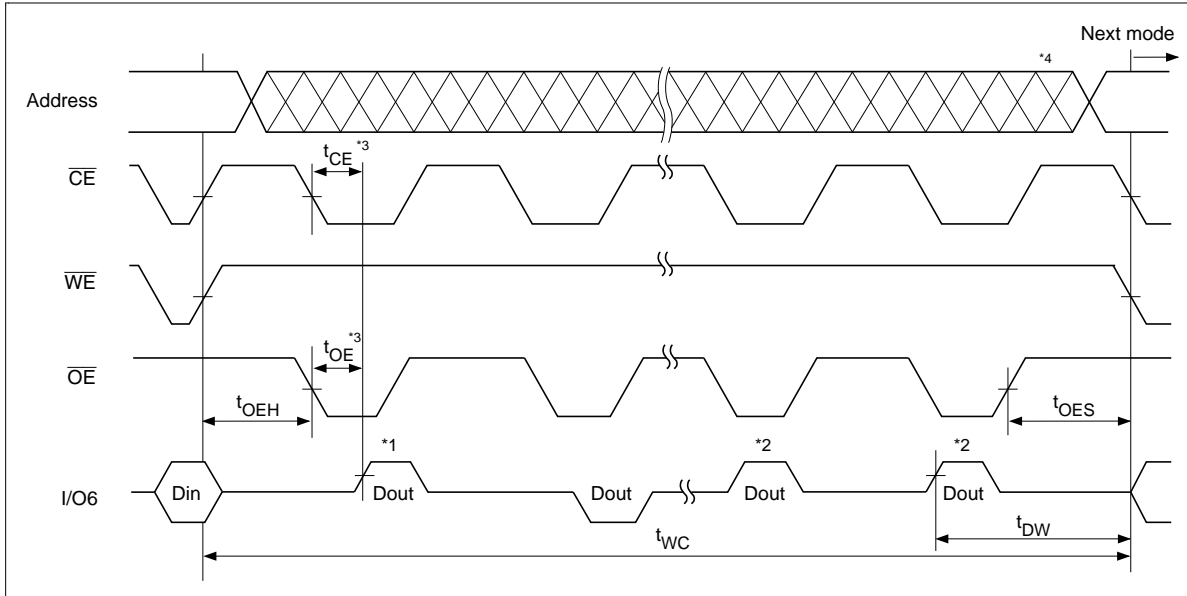 Next mode
*4
Address
tCE *3
CE
WE
tOE *3
OE
tOEH
tOES
*1
*2
*2
I/O6
Din
Dout
Dout
Dout
Dout
tDW
tWC